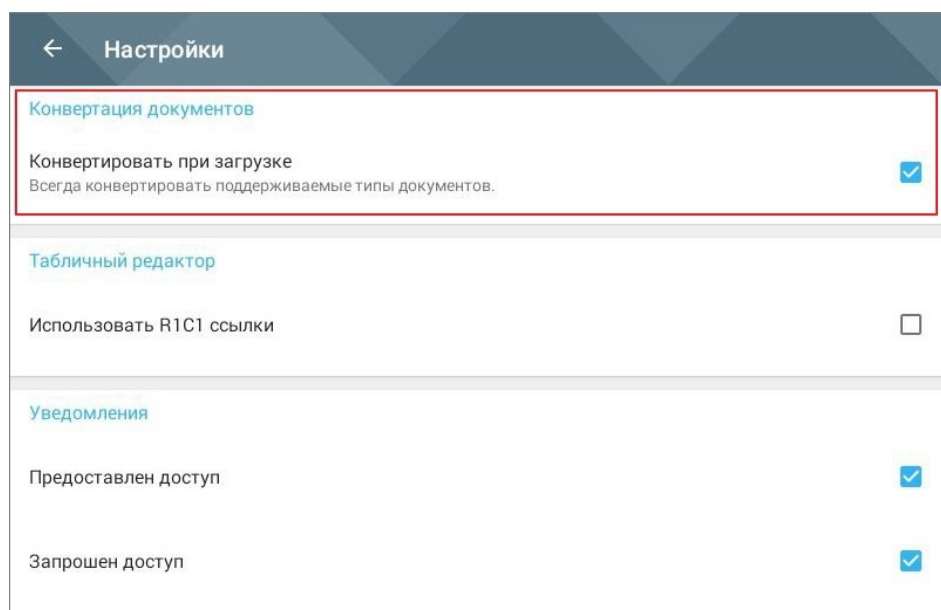 Настройки
Конвертация документов
Конвертировать при загрузке
Всегда конвертировать поддерживаемые типы документов.
Табличный редактор
Использовать R1C1 ссылки
Уведомления
Предоставлен доступ
Запрошен доступ